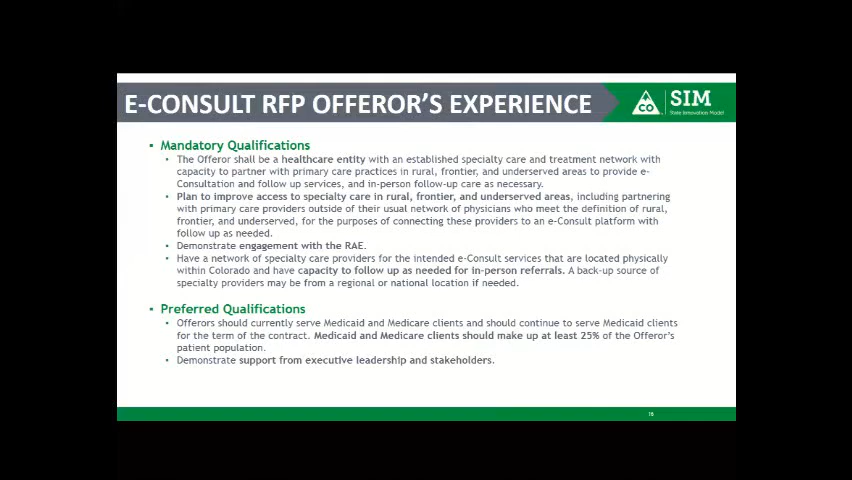 E-CONSULT RFP OFFEROR'S EXPERIENCE
CO
SIM
State Innovation Model
▪ Mandatory Qualifications
• The Offeror shall be a healthcare entity with an established specialty care and treatment network with
capacity to partner with primary care practices in rural, frontier, and underserved areas to provide e-
Consultation and follow up services, and in-person follow-up care as necessary.
• Plan to improve access to specialty care in rural, frontier, and underserved areas, including partnering
with primary care providers outside of their usual network of physicians who meet the definition of rural,
frontier, and underserved, for the purposes of connecting these providers to an e-Consult platform with
follow up as needed.
• Demonstrate engagement with the RAE.
• Have a network of specialty care providers for the intended e-Consult services that are located physically
within Colorado and have capacity to follow up as needed for in-person referrals. A back-up source of
specialty providers may be from a regional or national location if needed.
▪ Preferred Qualifications
• Offerors should currently serve Medicaid and Medicare clients and should continue to serve Medicaid clients
for the term of the contract. Medicaid and Medicare clients should make up at least 25% of the Offeror's
patient population.
• Demonstrate support from executive leadership and stakeholders.